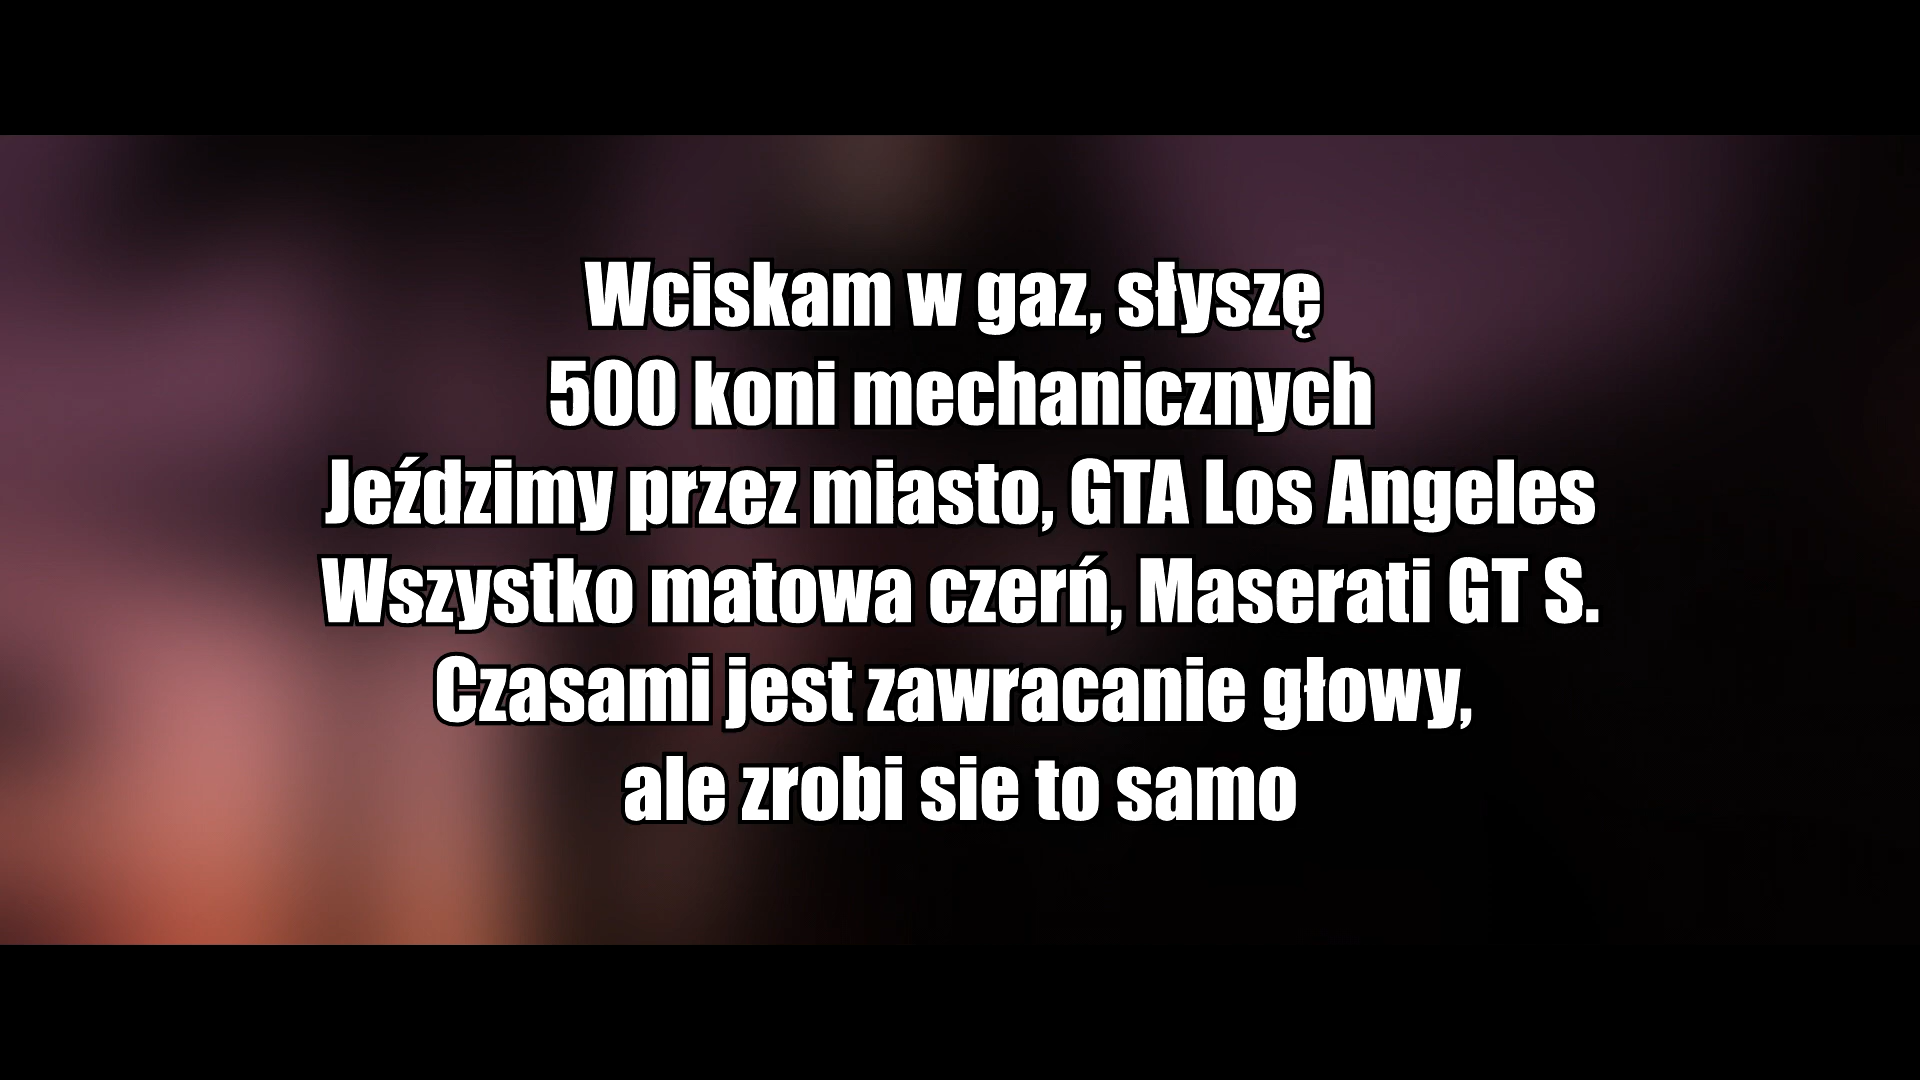 Wciskam w gaz, słyszę
500 koni mechanicznych
Jeździmy przez miasto, GTA Los Angeles
Wszystko matowa czerń, Maserati GT S.
Czasami jest zawracanie głowy,
ale zrobi sie to samo